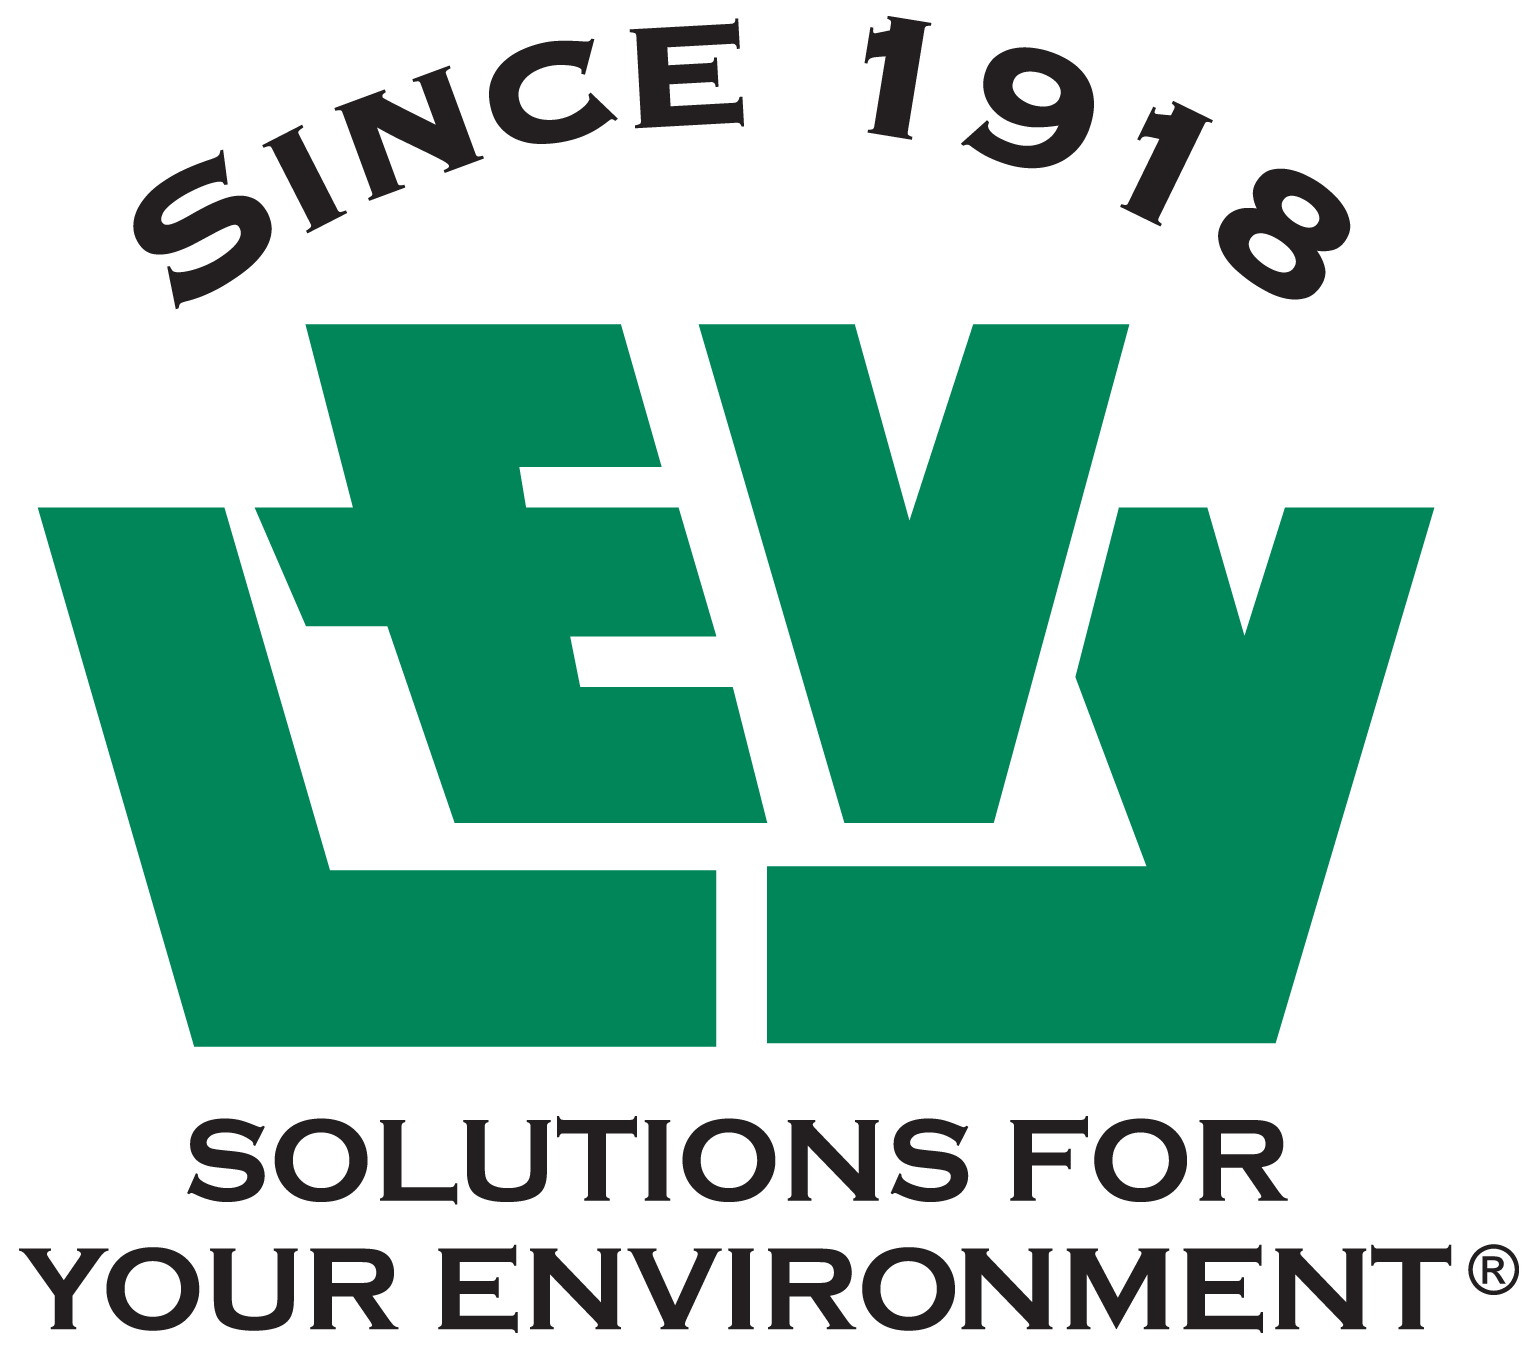 SINCE 1918
LEVY
SOLUTIONS FOR
YOUR ENVIRONMENT®